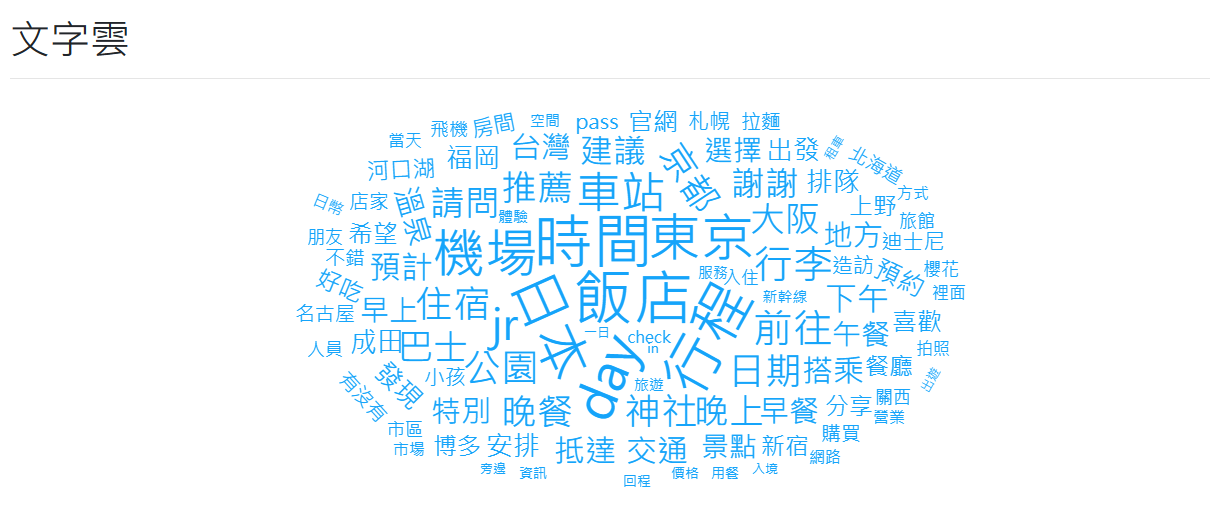 文字雲
空間 pass 官網 札幌 拉麵
當天 飛機 房間
福岡 台灣 建議 京都 選擇 出發 租車 北海道
河口湖 推薦 車站 謝謝 排隊 方式
日幣 店家 溫泉 請問 體驗 大阪 上野 旅館
朋友 希望 機場 時間 東京 地方 迪士尼
不錯 預計 服務 入住 行李 造訪 預約 櫻花
好吃 住宿 日本 飯店 行程 新幹線 下午 裡面
名古屋 早上 jr 前往 午餐 喜歡
人員 成田 巴士 一日 check in 拍照
有沒有 發現 小孩 公園 day 旅遊 日期 搭乘 餐廳 出遊
特別 晚餐 神社 晚上 早餐 分享 關西
市區 營業
市場 博多 安排 抵達 交通 景點 新宿 購買
網路
旁邊 資訊 回程 價格 用餐 入境